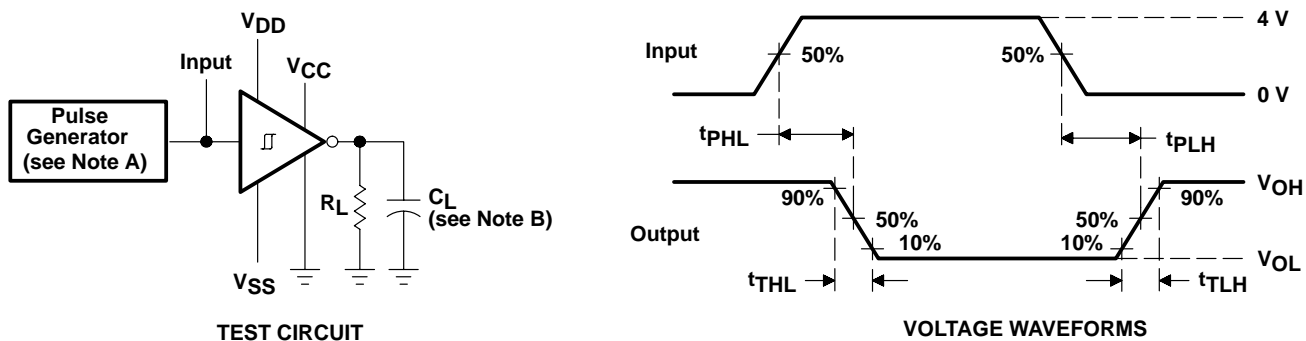 VDD
Input
VCC
Pulse
Generator
(see Note A)
RL
CL
(see Note B)
VSS
TEST CIRCUIT
4 V
Input
50%
50%
0 V
tPHL
tPLH
VOH
90%
90%
50%
50%
Output
10%
10%
VOL
tTHL
tTLH
VOLTAGE WAVEFORMS